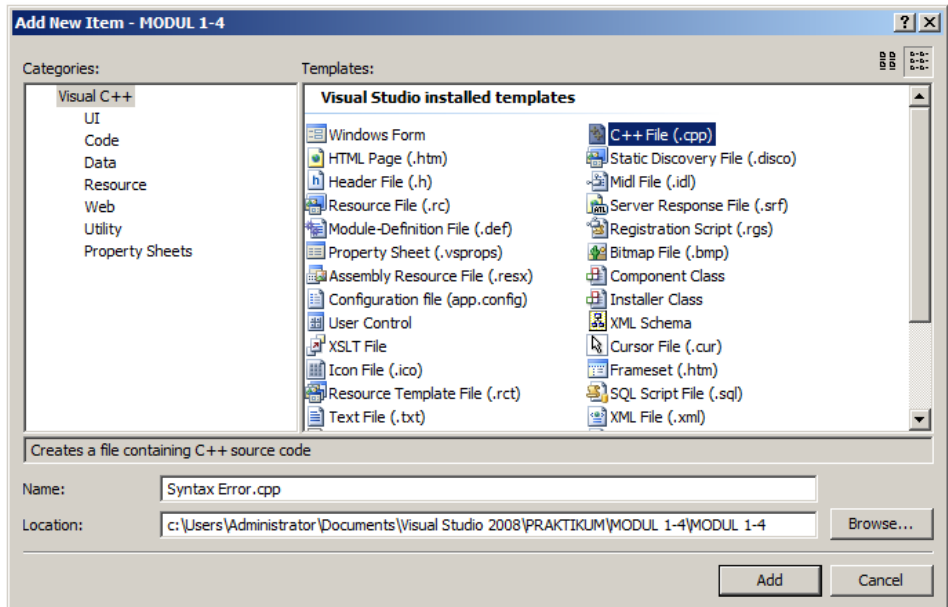 Add New Item - MODUL 1-4
Categories:
Templates:
Visual C++
UI
Code
Data
Resource
Web
Utility
Property Sheets
Visual Studio installed templates
Windows Form
C++ File (.cpp)
HTML Page (.htm)
Static Discovery File (.disco)
Header File (.h)
Midl File (.idl)
Resource File (.rc)
Server Response File (.srf)
Module-Definition File (.def)
Registration Script (.rgs)
Property Sheet (.vsprops)
Bitmap File (.bmp)
Assembly Resource File (.resx)
Component Class
Configuration file (app.config)
Installer Class
User Control
XML Schema
XSLT File
Cursor File (.cur)
Icon File (.ico)
Frameset (.htm)
Resource Template File (.rct)
SQL Script File (.sql)
Text File (.txt)
XML File (.xml)
Creates a file containing C++ source code
Name:
Syntax Error.cpp
Location:
c:\Users\Administrator\Documents\Visual Studio 2008\PRAKTIKUM\MODUL 1-4\MODUL 1-4
Browse...
Add
Cancel